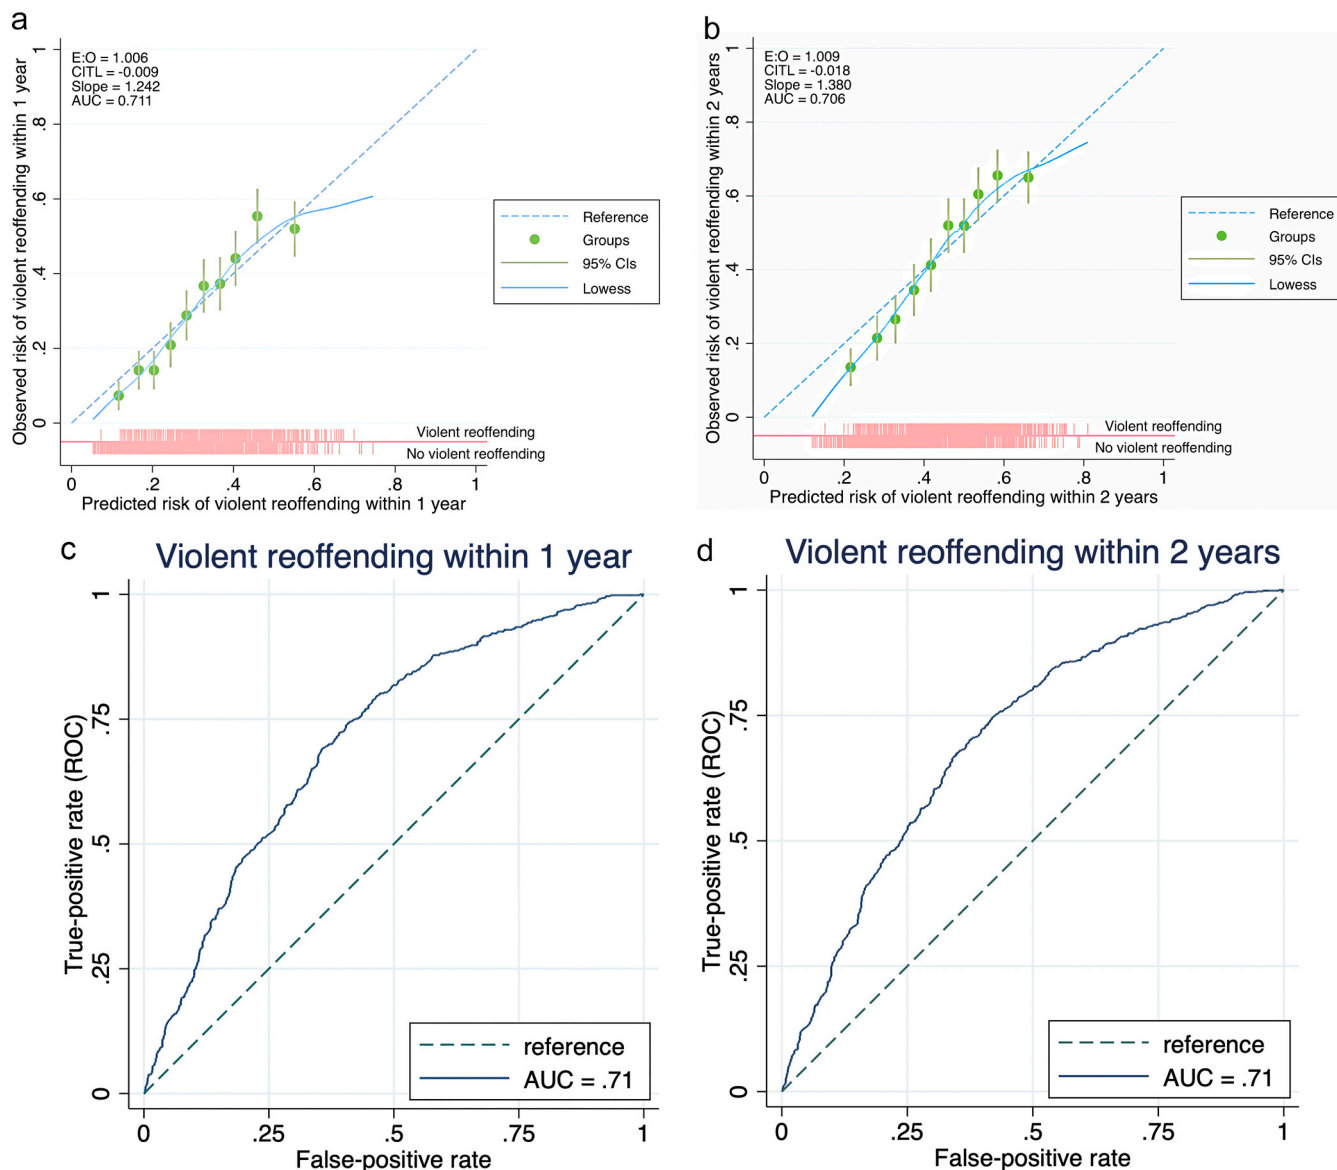 a
E:O = 1.006
CITL = -0.009
Slope = 1.242
AUC = 0.711
Observed risk of violent reoffending within 1 year
1
.8
.6
.4
.2
0
Reference
Groups
95% CIs
Lowess
Violent reoffending
No violent reoffending
0 .2 .4 .6 .8 1
Predicted risk of violent reoffending within 1 year
b
E:O = 1.009
CITL = -0.018
Slope = 1.380
AUC = 0.706
Observed risk of violent reoffending within 2 years
1
.8
.6
.4
.2
0
Reference
Groups
95% CIs
Lowess
Violent reoffending
No violent reoffending
0 .2 .4 .6 .8 1
Predicted risk of violent reoffending within 2 years
c
Violent reoffending within 1 year
True-positive rate (ROC)
1
.75
.5
.25
0
reference
AUC = .71
0 .25 .5 .75 1
False-positive rate
d
Violent reoffending within 2 years
True-positive rate (ROC)
1
.75
.5
.25
0
reference
AUC = .71
0 .25 .5 .75 1
False-positive rate